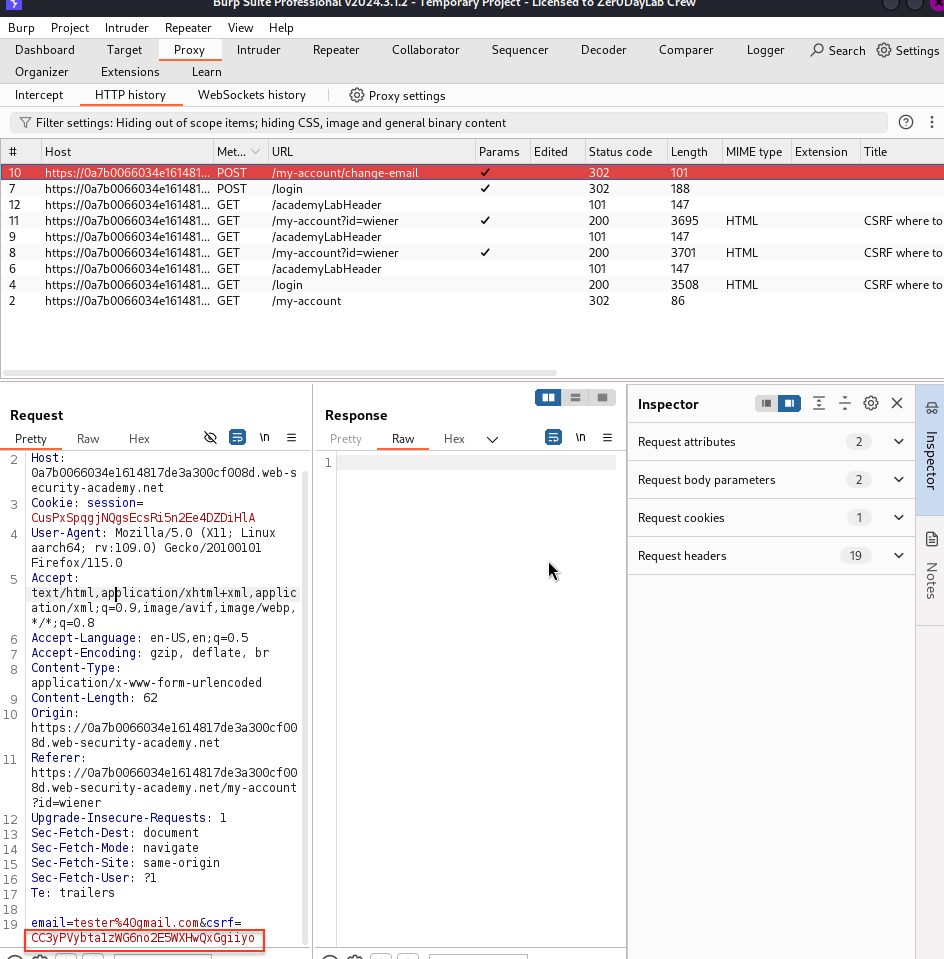 Burp Suite Professional v2024.3.1.2 - Temporary Project - Licensed to Zer0DayLab Crew
Burp Project Intruder Repeater View Help
Dashboard Target Proxy Intruder Repeater Collaborator Sequencer Decoder Comparer Logger Search Settings
Organizer Extensions Learn
Intercept HTTP history WebSockets history Proxy settings
Filter settings: Hiding out of scope items; hiding CSS, image and general binary content
# Host Met... URL Params Edited Status code Length MIME type Extension Title
10 https://0a7b0066034e161481... POST /my-account/change-email ✓ 302 101
7 https://0a7b0066034e161481... POST /login ✓ 302 188
12 https://0a7b0066034e161481... GET /academyLabHeader 101 147
11 https://0a7b0066034e161481... GET /my-account?id=wiener ✓ 200 3695 HTML CSRF where to
9 https://0a7b0066034e161481... GET /academyLabHeader 101 147
8 https://0a7b0066034e161481... GET /my-account?id=wiener ✓ 200 3701 HTML CSRF where to
6 https://0a7b0066034e161481... GET /academyLabHeader 101 147
4 https://0a7b0066034e161481... GET /login 200 3508 HTML CSRF where to
2 https://0a7b0066034e161481... GET /my-account 302 86
Request
Pretty Raw Hex \n
2 Host:
0a7b0066034e1614817de3a300cf008d.web-s
ecurity-academy.net
3 Cookie: session=
CusPxSpqgjNQgsEcsRi5n2Ee4DZDiHlA
4 User-Agent: Mozilla/5.0 (X11; Linux
aarch64; rv:109.0) Gecko/20100101
Firefox/115.0
5 Accept:
text/html,application/xhtml+xml,applic
ation/xml;q=0.9,image/avif,image/webp,
*/*;q=0.8
6 Accept-Language: en-US,en;q=0.5
7 Accept-Encoding: gzip, deflate, br
8 Content-Type:
application/x-www-form-urlencoded
9 Content-Length: 62
10 Origin:
https://0a7b0066034e1614817de3a300cf00
8d.web-security-academy.net
11 Referer:
https://0a7b0066034e1614817de3a300cf00
8d.web-security-academy.net/my-account
?id=wiener
12 Upgrade-Insecure-Requests: 1
13 Sec-Fetch-Dest: document
14 Sec-Fetch-Mode: navigate
15 Sec-Fetch-Site: same-origin
16 Sec-Fetch-User: ?1
17 Te: trailers
18
19 email=tester%40gmail.com&csrf=
CC3yPVybta1zWG6no2E5WXHwQxGgiiyo
Response
Pretty Raw Hex \n
1
Inspector
Request attributes 2
Request body parameters 2
Request cookies 1
Request headers 19
Inspector
Notes